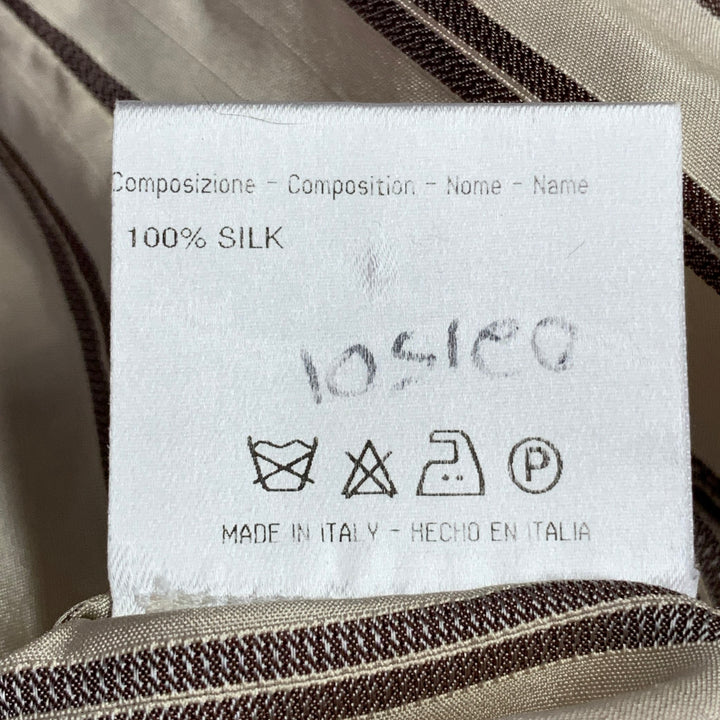 Composizione - Composition - Nome - Name
100% SILK
P
MADE IN ITALY - HECHO EN ITALIA